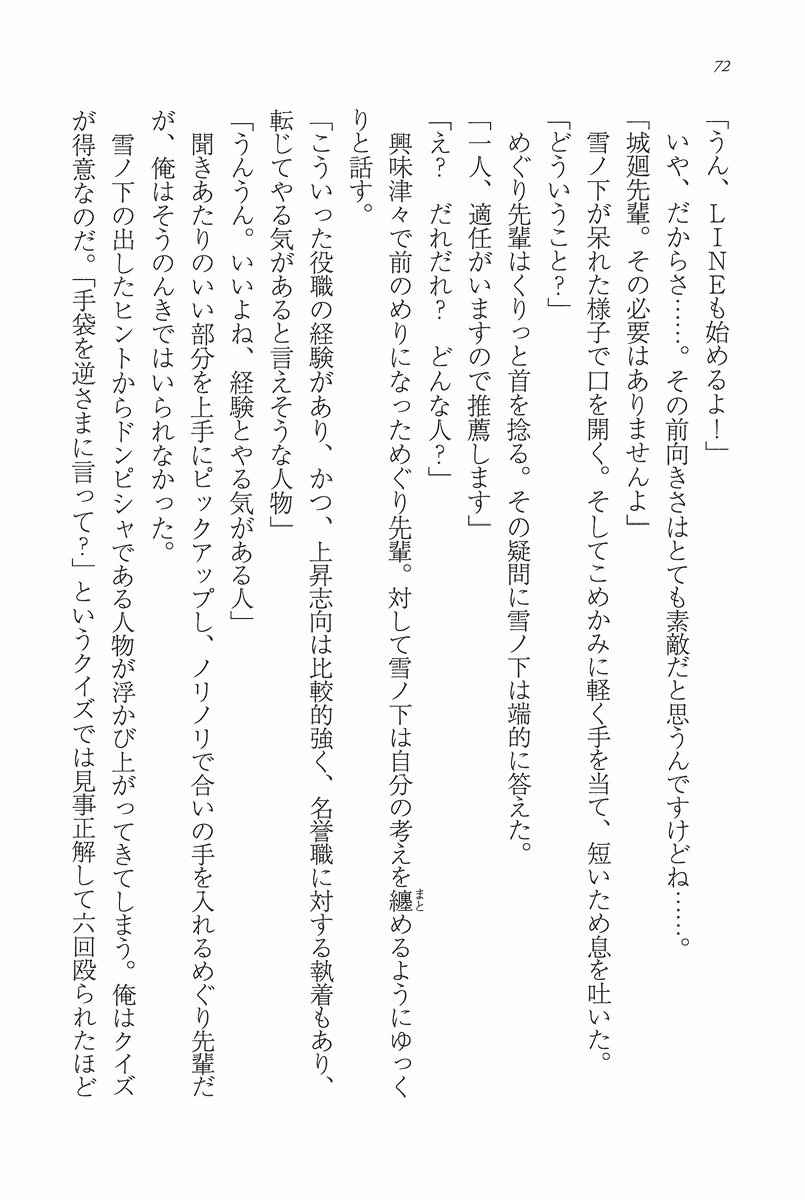 72
「うん、ＬＩＮＥも始めるよ！」
いや、だからさ……。その前向きさはとても素敵だと思うんですけどね……。
「城廻先輩。その必要はありませんよ」
雪ノ下が呆れた様子で口を開く。そしてこめかみに軽く手を当て、短いため息を吐いた。
「どういうこと？」
めぐり先輩はくりっと首を捻る。その疑問に雪ノ下は端的に答えた。
「一人、適任がいますので推薦します」
「え？　だれだれ？　どんな人？」
興味津々で前のめりになっためぐり先輩。対して雪ノ下は自分の考えを纏まとめるようにゆっく
りと話す。
「こういった役職の経験があり、かつ、上昇志向は比較的強く、名誉職に対する執着もあり、
転じてやる気があると言えそうな人物」
「うんうん。いいよね、経験とやる気がある人」
聞きあたりのいい部分を上手にピックアップし、ノリノリで合いの手を入れるめぐり先輩だ
が、俺はそうのんきではいられなかった。
雪ノ下の出したヒントからドンピシャである人物が浮かび上がってきてしまう。俺はクイズ
が得意なのだ。「手袋を逆さまに言って？」というクイズでは見事正解して六回殴られたほど